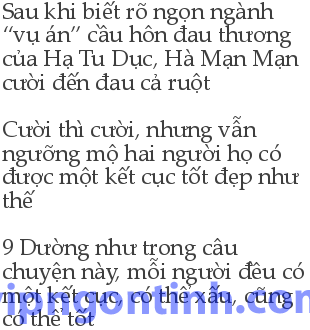 Sau khi biết rõ ngọn ngành
“vụ án” cầu hôn đau thương
của Hạ Tu Dục, Hà Mạn Mạn
cười đến đau cả ruột
Cười thì cười, nhưng vẫn
ngưỡng mộ hai người họ có
được một kết cục tốt đẹp như
thế
9 Dường như trong câu
chuyện này, mỗi người đều có
một kết cục, có thể xấu, cũng
có thể tốt
ipngontinh.com